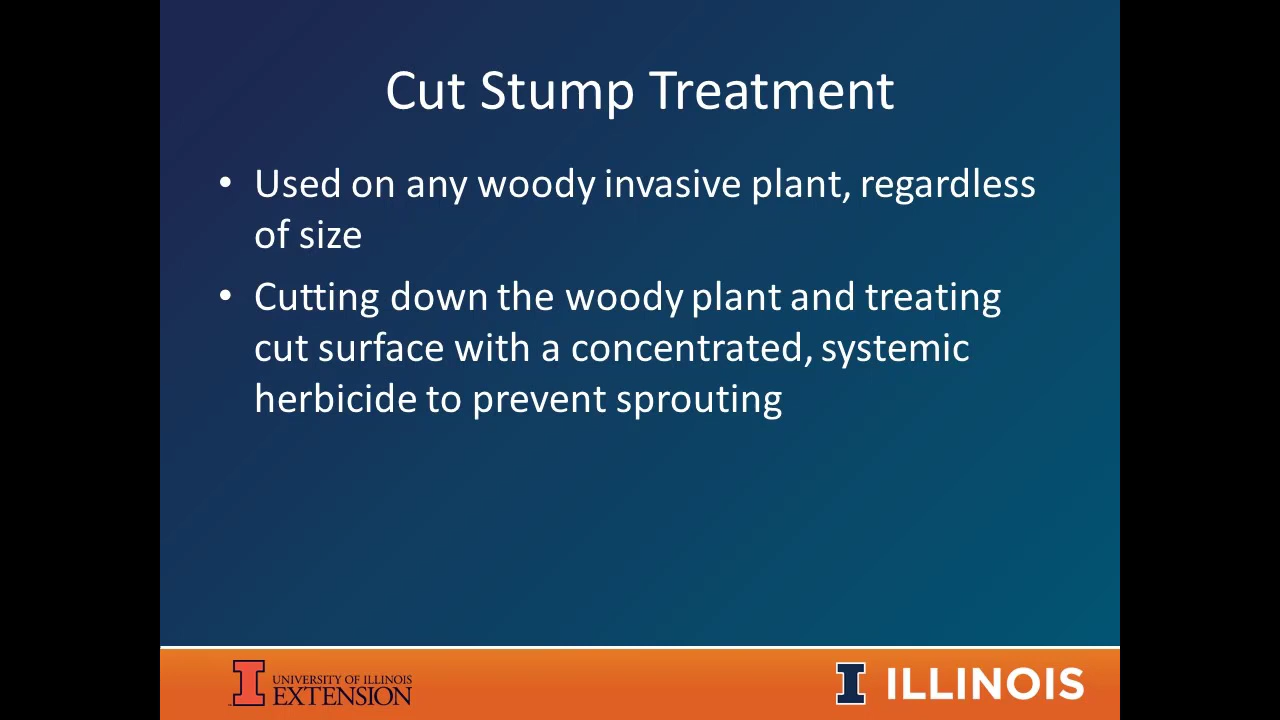 Cut Stump Treatment
• Used on any woody invasive plant, regardless
of size
• Cutting down the woody plant and treating
cut surface with a concentrated, systemic
herbicide to prevent sprouting
I UNIVERSITY OF ILLINOIS
EXTENSION
I ILLINOIS